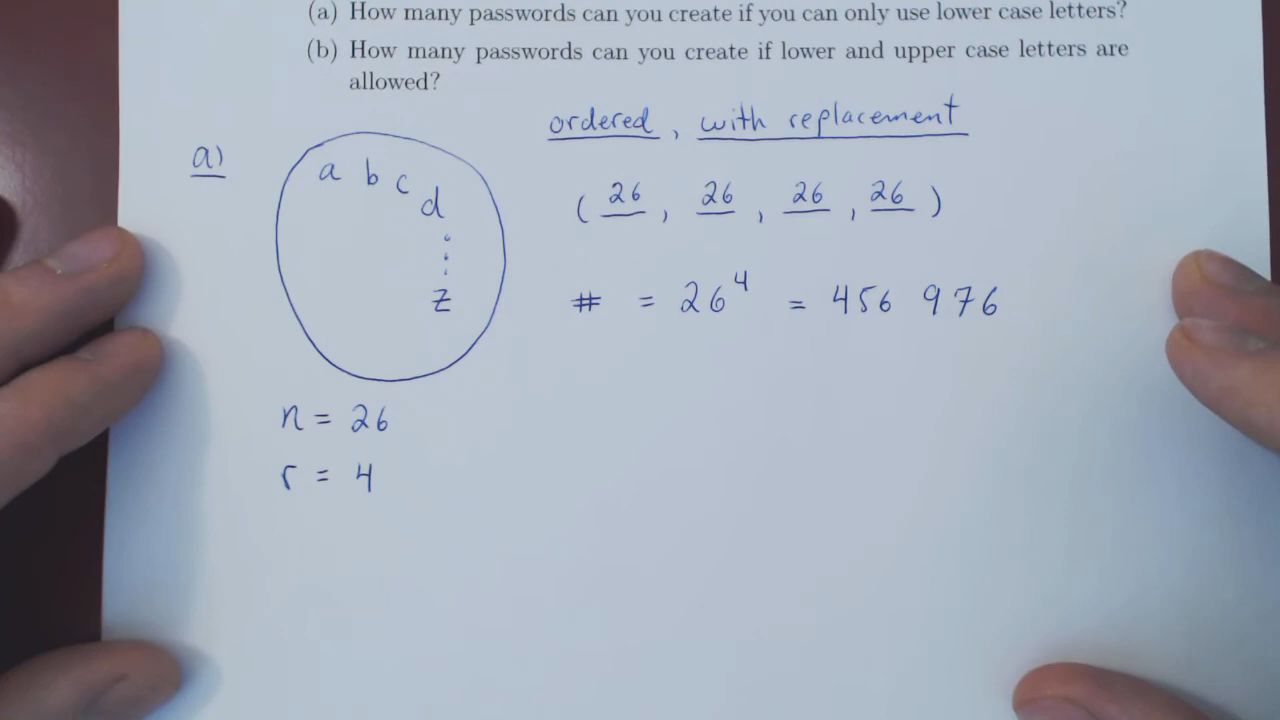 (a) How many passwords can you create if you can only use lower case letters?
(b) How many passwords can you create if lower and upper case letters are
allowed?
ordered, with replacement
a)
a b c
d
⋮
z
( 26 , 26 , 26 , 26 )
# = 26⁴ = 456 976
n = 26
r = 4